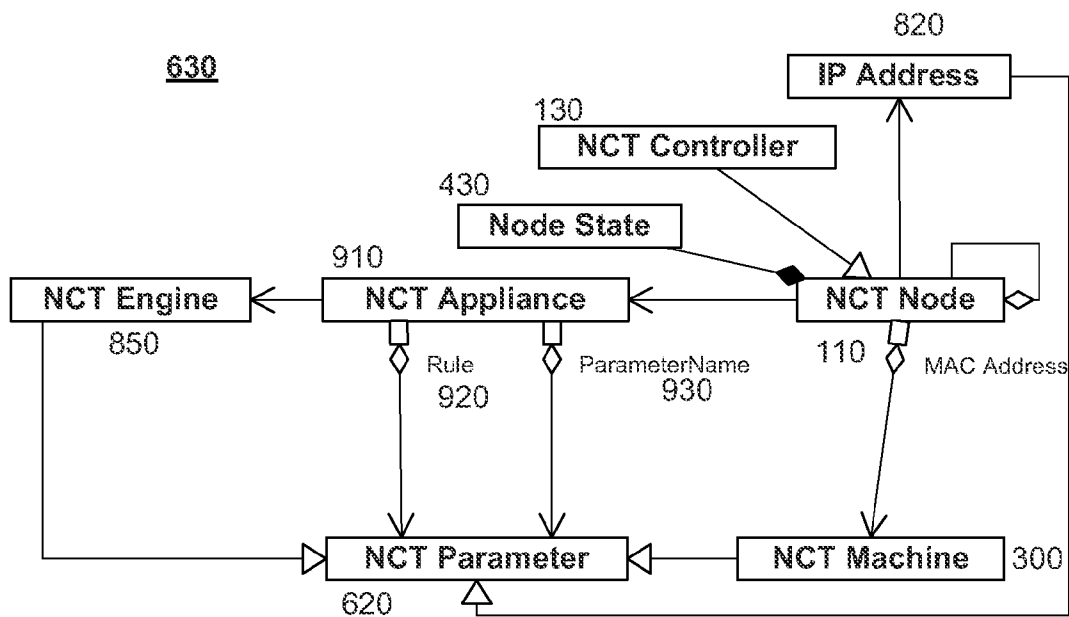 820
630
IP Address
130
NCT Controller
430
Node State
910
NCT Engine
NCT Appliance
NCT Node
850
110
Rule
ParameterName
MAC Address
920
930
NCT Parameter
NCT Machine
300
620